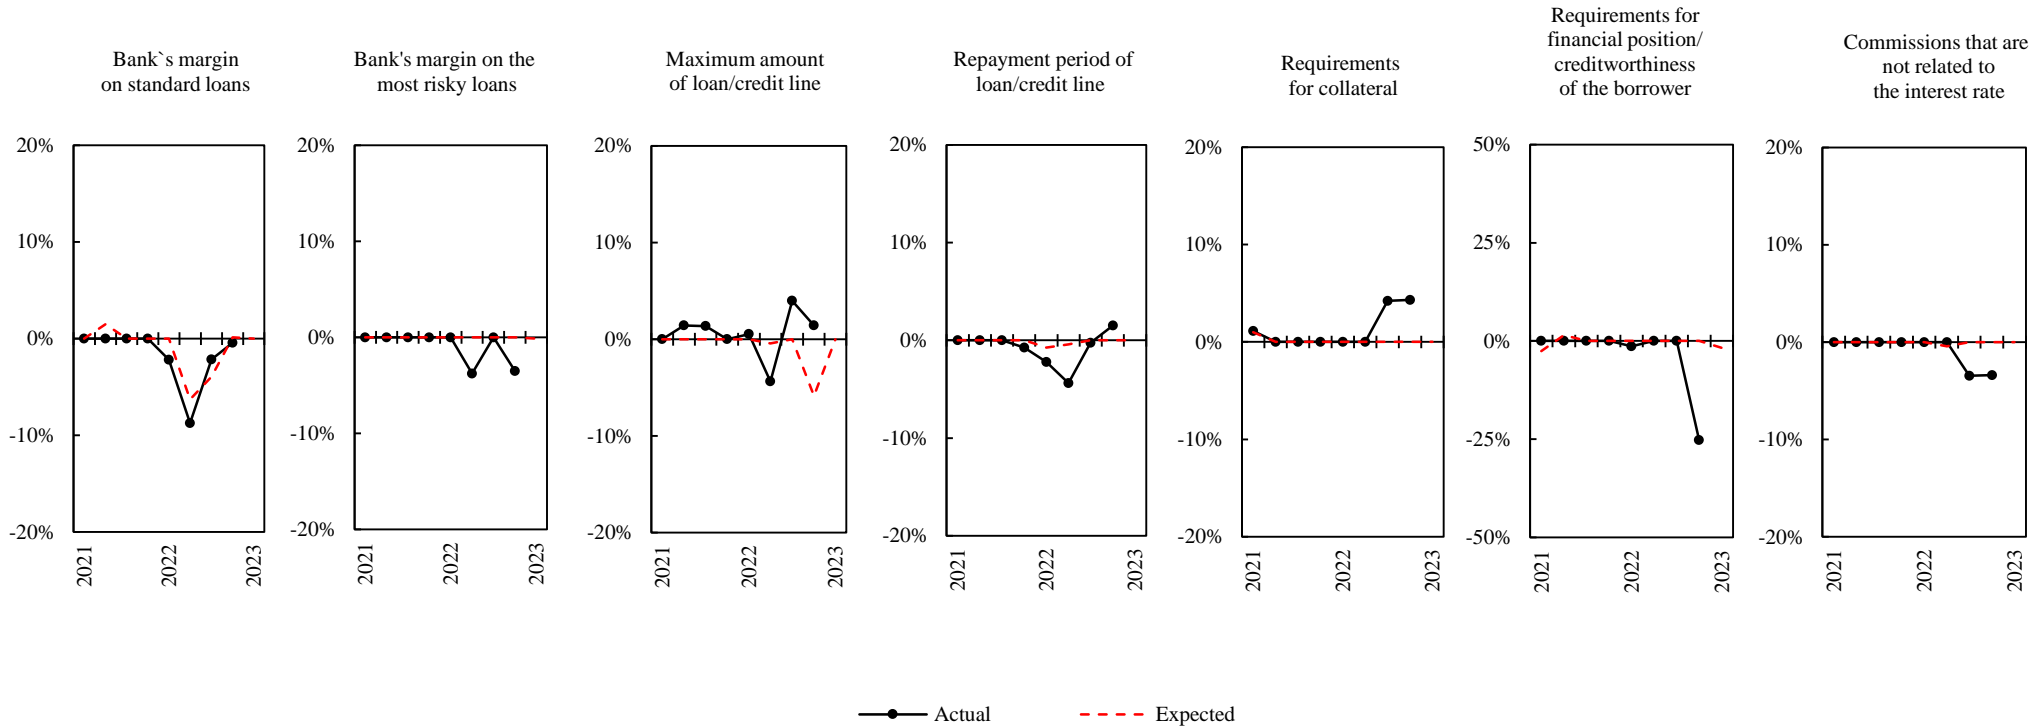 Bank`s margin
on standard loans
20%
10%
0%
-10%
-20%
2021
2022
2023
Bank's margin on the
most risky loans
20%
10%
0%
-10%
-20%
2021
2022
2023
Maximum amount
of loan/credit line
20%
10%
0%
-10%
-20%
2021
2022
2023
Repayment period of
loan/credit line
20%
10%
0%
-10%
-20%
2021
2022
2023
Requirements
for collateral
20%
10%
0%
-10%
-20%
2021
2022
2023
Requirements for
financial position/
creditworthiness
of the borrower
50%
25%
0%
-25%
-50%
2021
2022
2023
Commissions that are
not related to
the interest rate
20%
10%
0%
-10%
-20%
2021
2022
2023
Actual
Expected